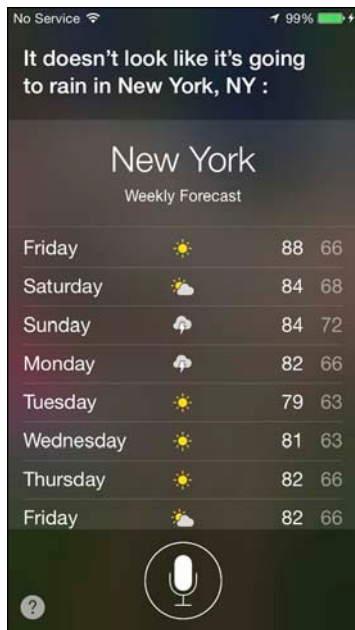 No Service 99%
It doesn't look like it's going
to rain in New York, NY :
New York
Weekly Forecast
Friday 88 66
Saturday 84 68
Sunday 84 72
Monday 82 66
Tuesday 79 63
Wednesday 81 63
Thursday 82 66
Friday 82 66
?